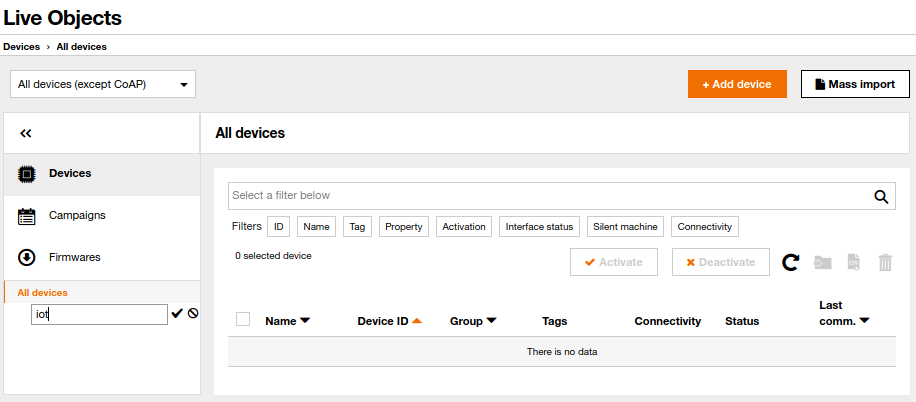 Live Objects
Devices › All devices
All devices (except CoAP)
+ Add device
Mass import
All devices
Devices
Campaigns
Firmwares
All devices
iot
Select a filter below
Filters ID Name Tag Property Activation Interface status Silent machine Connectivity
0 selected device
Activate
Deactivate
Name Device ID Group Tags Connectivity Status Last comm.
There is no data